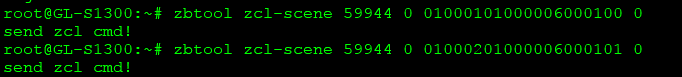 root@GL-S1300:~# zbtool zcl-scene 59944 0 01000101000006000100 0
send zcl cmd!
root@GL-S1300:~# zbtool zcl-scene 59944 0 01000201000006000101 0
send zcl cmd!